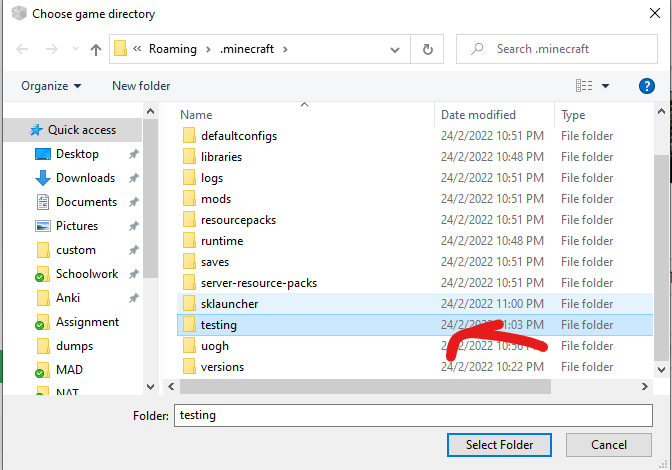 Choose game directory
Roaming
.minecraft
Search .minecraft
Organize
New folder
Name
Date modified
Type
Quick access
Desktop
Downloads
Documents
Pictures
custom
Schoolwork
Anki
Assignment
dumps
MAD
NAT
defaultconfigs 24/2/2022 10:51 PM File folder
libraries 24/2/2022 10:48 PM File folder
logs 24/2/2022 10:51 PM File folder
mods 24/2/2022 10:51 PM File folder
resourcepacks 24/2/2022 10:51 PM File folder
runtime 24/2/2022 10:48 PM File folder
saves 24/2/2022 10:51 PM File folder
server-resource-packs 24/2/2022 10:51 PM File folder
sklauncher 24/2/2022 11:00 PM File folder
testing 24/2/2022 11:03 PM File folder
uogh 24/2/2022 File folder
versions 24/2/2022 10:22 PM File folder
Folder: testing
Select Folder
Cancel